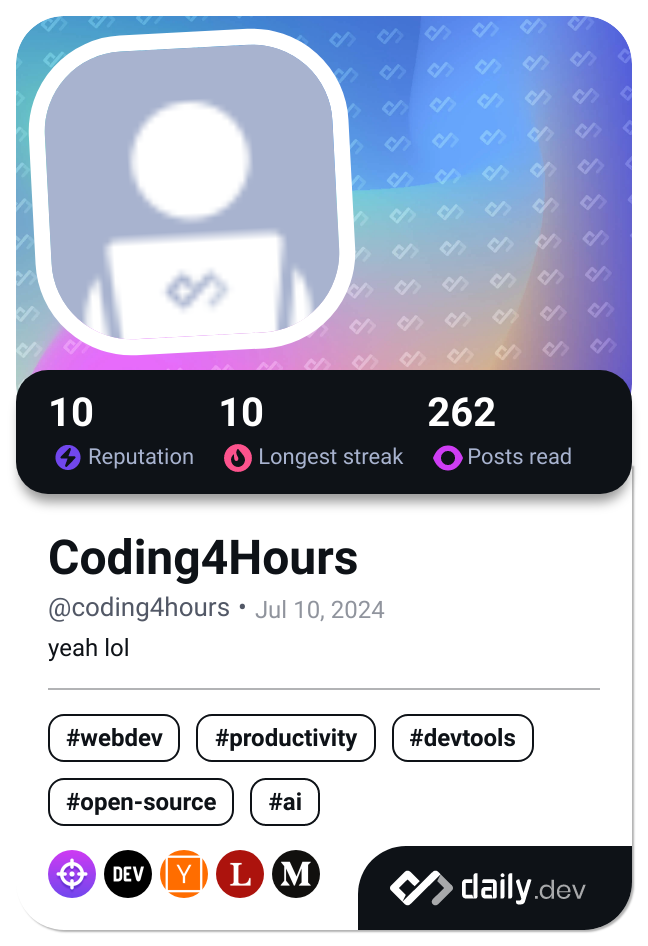 10 10 262
Reputation Longest streak Posts read
Coding4Hours
@coding4hours • Jul 10, 2024
yeah lol
#webdev #productivity #devtools
#open-source #ai
DEV Y L M
daily.dev